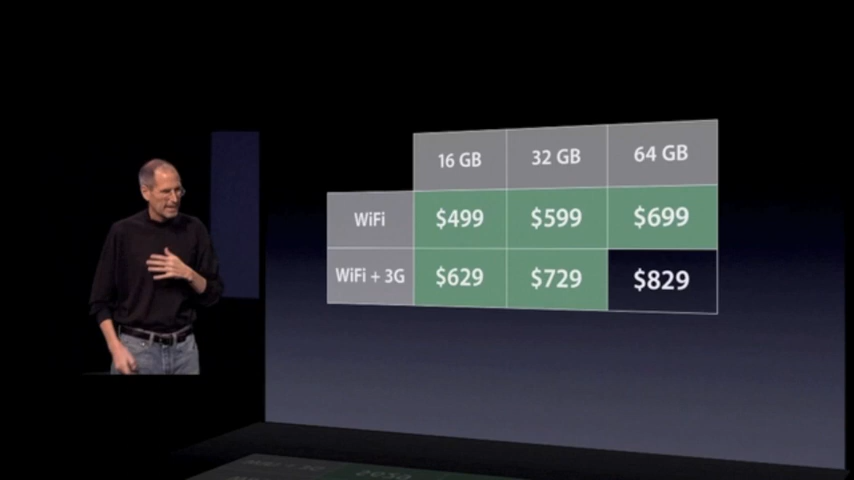 16 GB 32 GB 64 GB
WiFi $499 $599 $699
WiFi + 3G $629 $729 $829